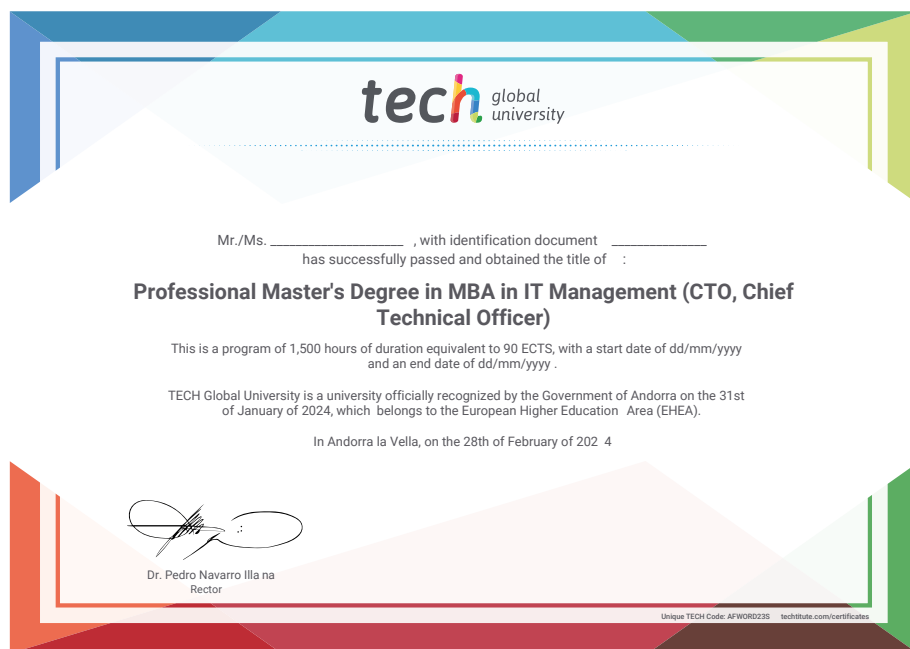 tech global
university
Mr./Ms. _____________________ , with identification document _______________
has successfully passed and obtained the title of :
Professional Master's Degree in MBA in IT Management (CTO, Chief
Technical Officer)
This is a program of 1,500 hours of duration equivalent to 90 ECTS, with a start date of dd/mm/yyyy
and an end date of dd/mm/yyyy .
TECH Global University is a university officially recognized by the Government of Andorra on the 31st
of January of 2024, which belongs to the European Higher Education Area (EHEA).
In Andorra la Vella, on the 28th of February of 202 4
Dr. Pedro Navarro Illa na
Rector
Unique TECH Code: AFWORD23S techtitute.com/certificates